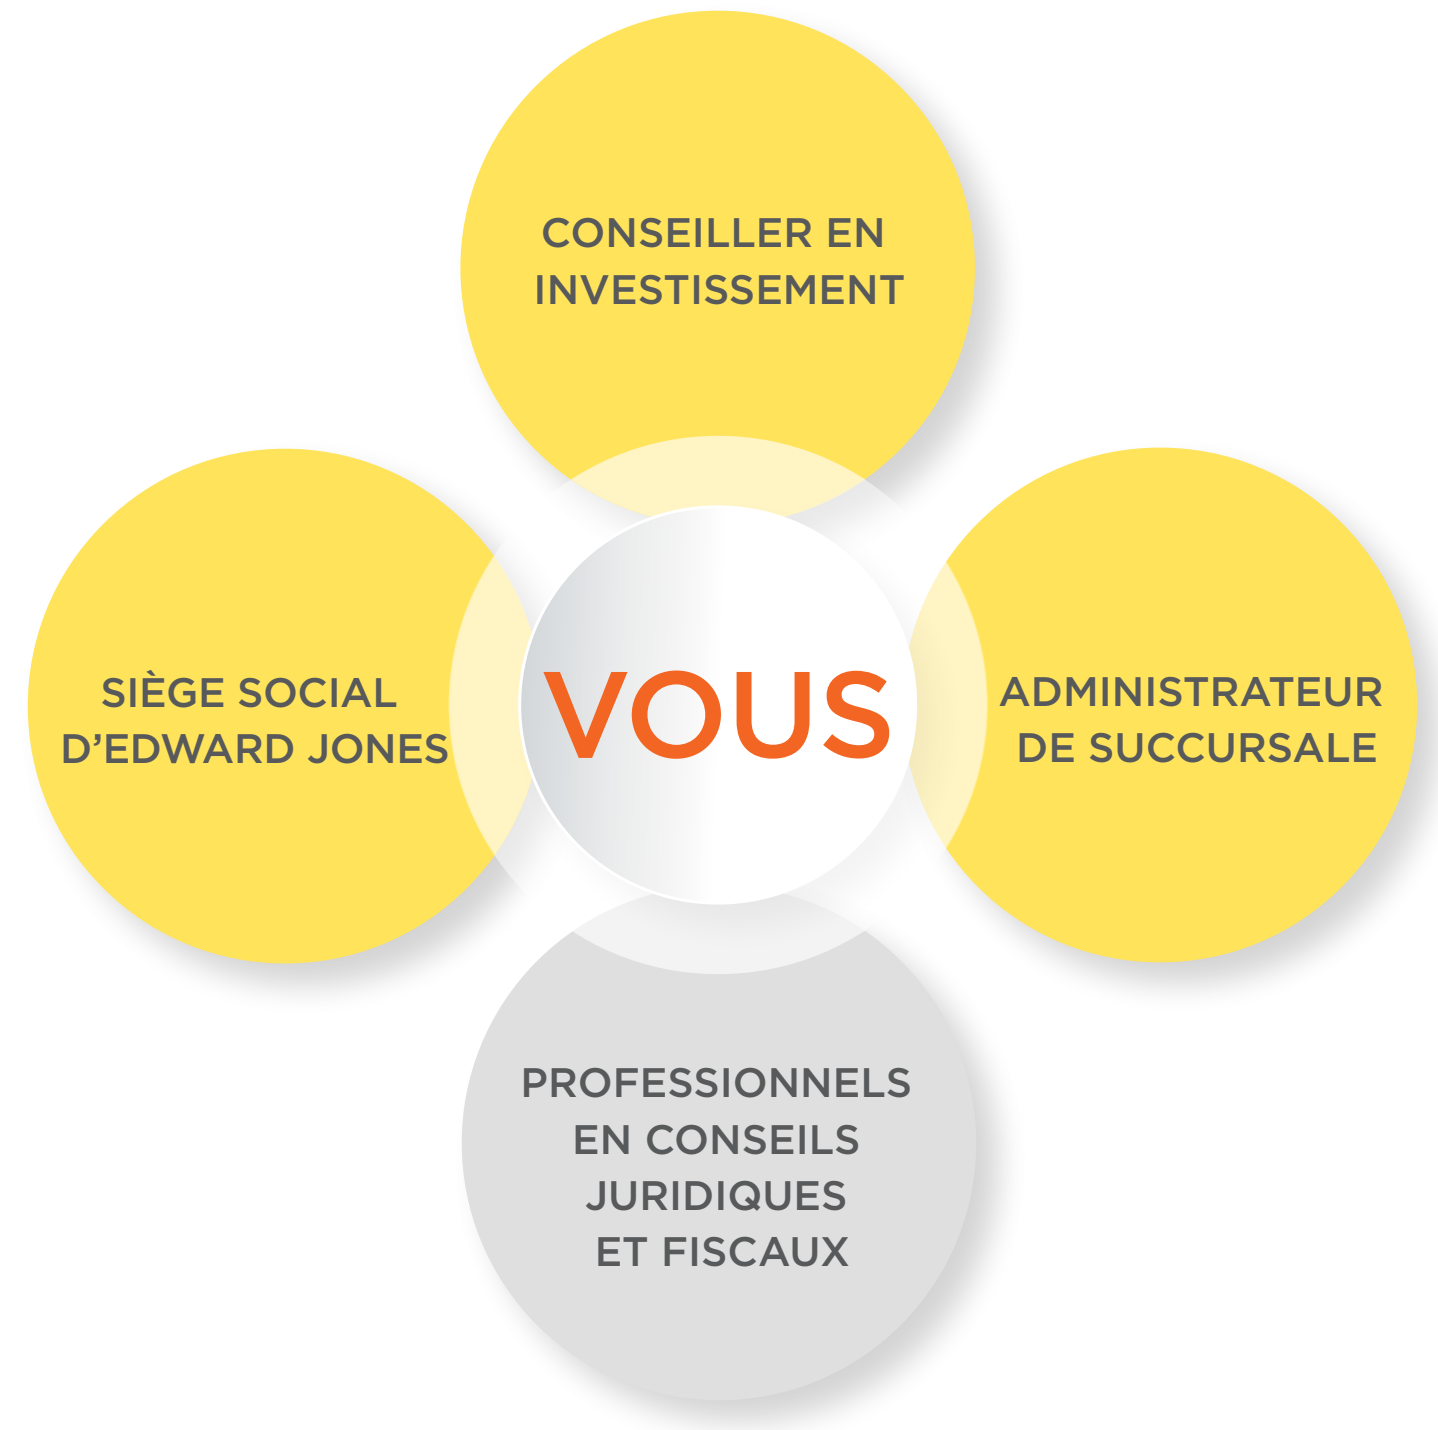 CONSEILLER EN
INVESTISSEMENT
SIÈGE SOCIAL
D’EDWARD JONES
VOUS
ADMINISTRATEUR
DE SUCCURSALE
PROFESSIONNELS
EN CONSEILS
JURIDIQUES
ET FISCAUX